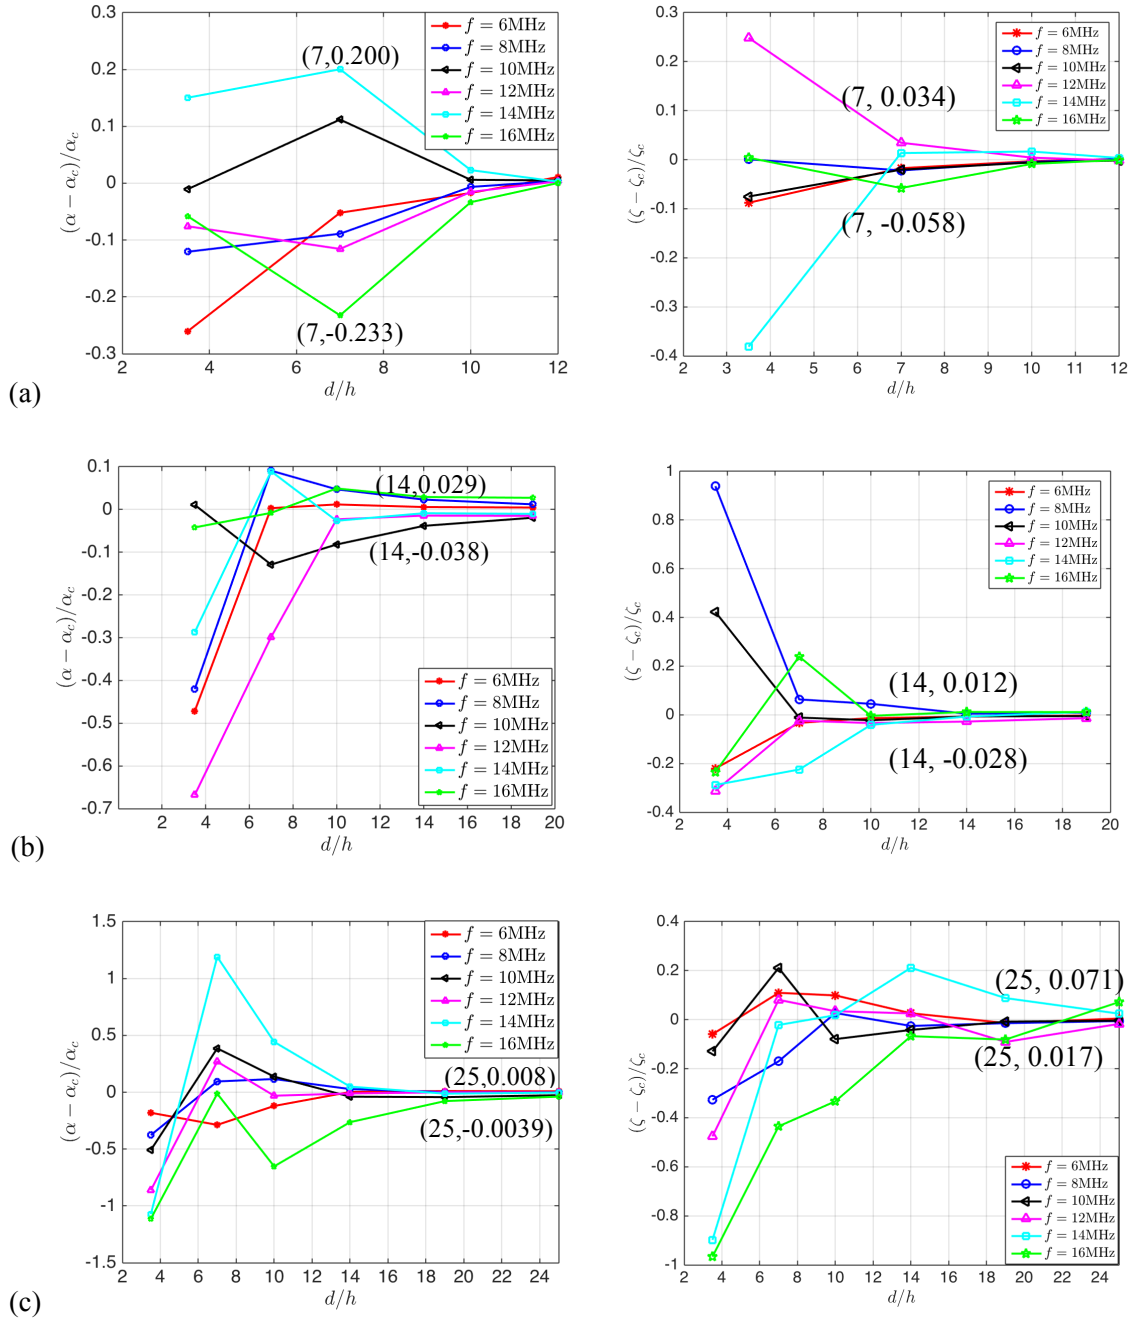 (α − α_c)/α_c
0.3
0.2
0.1
0
-0.1
-0.2
-0.3
2
4
6
8
10
12
d/h
(7,0.200)
(7,-0.233)
f = 6MHz
f = 8MHz
f = 10MHz
f = 12MHz
f = 14MHz
f = 16MHz
(ζ − ζ_c)/ζ_c
0.3
0.2
0.1
0
-0.1
-0.2
-0.3
-0.4
2
3
4
5
6
7
8
9
10
11
12
d/h
(7, 0.034)
(7, -0.058)
f = 6MHz
f = 8MHz
f = 10MHz
f = 12MHz
f = 14MHz
f = 16MHz
(a)
(α − α_c)/α_c
0.1
0
-0.1
-0.2
-0.3
-0.4
-0.5
-0.6
-0.7
2
4
6
8
10
12
14
16
18
20
d/h
(14,0.029)
(14,-0.038)
f = 6MHz
f = 8MHz
f = 10MHz
f = 12MHz
f = 14MHz
f = 16MHz
(ζ − ζ_c)/ζ_c
1
0.8
0.6
0.4
0.2
0
-0.2
-0.4
2
4
6
8
10
12
14
16
18
20
d/h
(14, 0.012)
(14, -0.028)
f = 6MHz
f = 8MHz
f = 10MHz
f = 12MHz
f = 14MHz
f = 16MHz
(b)
(α − α_c)/α_c
1.5
1
0.5
0
-0.5
-1
-1.5
2
4
6
8
10
12
14
16
18
20
22
24
d/h
(25,0.008)
(25,-0.0039)
f = 6MHz
f = 8MHz
f = 10MHz
f = 12MHz
f = 14MHz
f = 16MHz
(ζ − ζ_c)/ζ_c
0.4
0.2
0
-0.2
-0.4
-0.6
-0.8
-1
2
4
6
8
10
12
14
16
18
20
22
24
d/h
(25, 0.071)
(25, 0.017)
f = 6MHz
f = 8MHz
f = 10MHz
f = 12MHz
f = 14MHz
f = 16MHz
(c)